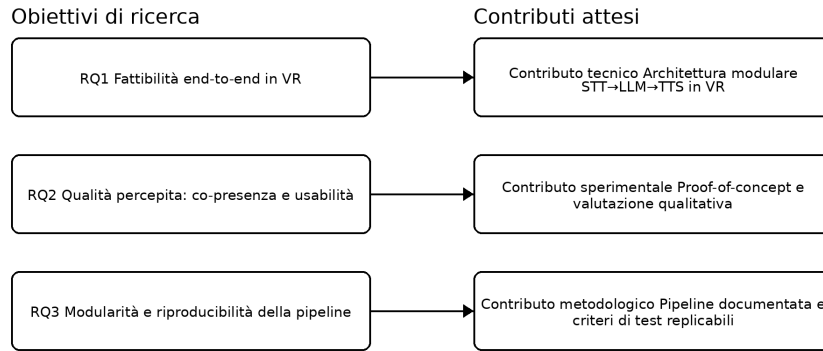 Obiettivi di ricerca
Contributi attesi
RQ1 Fattibilità end-to-end in VR
Contributo tecnico Architettura modulare
STT→LLM→TTS in VR
RQ2 Qualità percepita: co-presenza e usabilità
Contributo sperimentale Proof-of-concept e
valutazione qualitativa
RQ3 Modularità e riproducibilità della pipeline
Contributo metodologico Pipeline documentata e
criteri di test replicabili